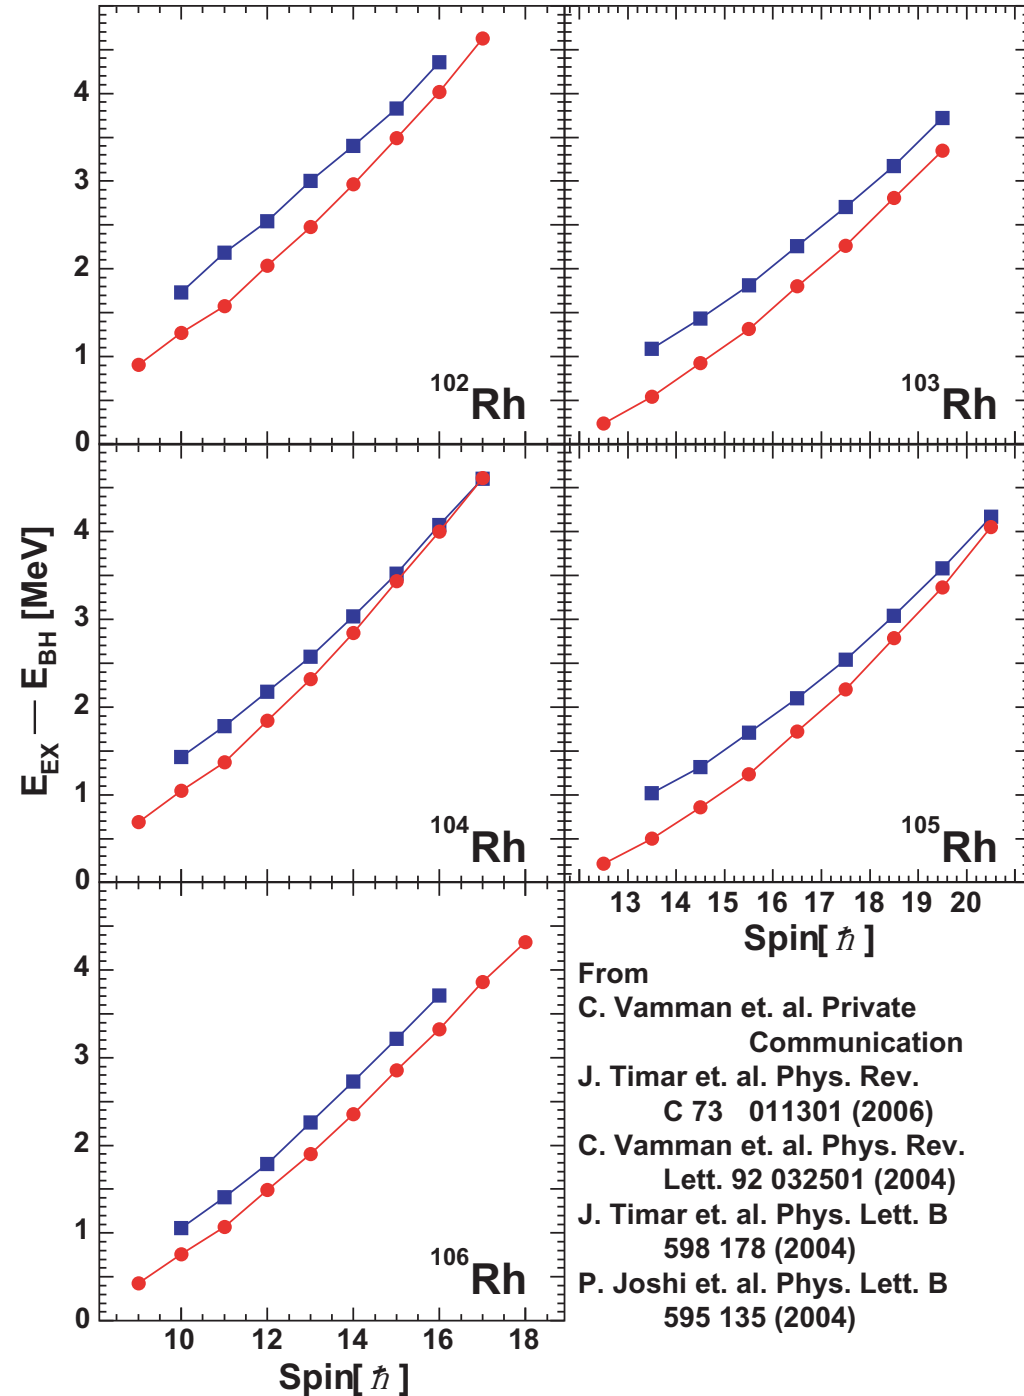 4
3
2
1
0
102Rh
103Rh
EEX — EBH [MeV]
4
3
2
1
0
104Rh
105Rh
13 14 15 16 17 18 19 20
Spin[ ℏ ]
4
3
2
1
0
106Rh
10 12 14 16 18
Spin[ ℏ ]
From
C. Vamman et. al. Private
Communication
J. Timar et. al. Phys. Rev.
C 73 011301 (2006)
C. Vamman et. al. Phys. Rev.
Lett. 92 032501 (2004)
J. Timar et. al. Phys. Lett. B
598 178 (2004)
P. Joshi et. al. Phys. Lett. B
595 135 (2004)